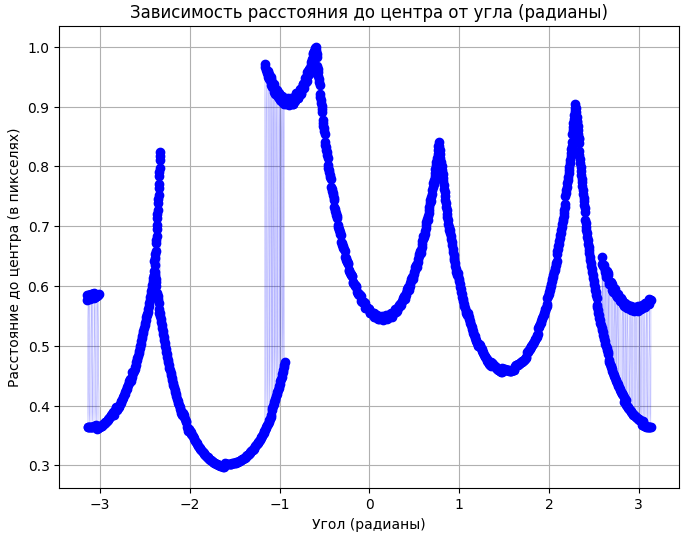 Зависимость расстояния до центра от угла (радианы)
Расстояние до центра (в пикселях)
1.0
0.9
0.8
0.7
0.6
0.5
0.4
0.3
−3 −2 −1 0 1 2 3
Угол (радианы)